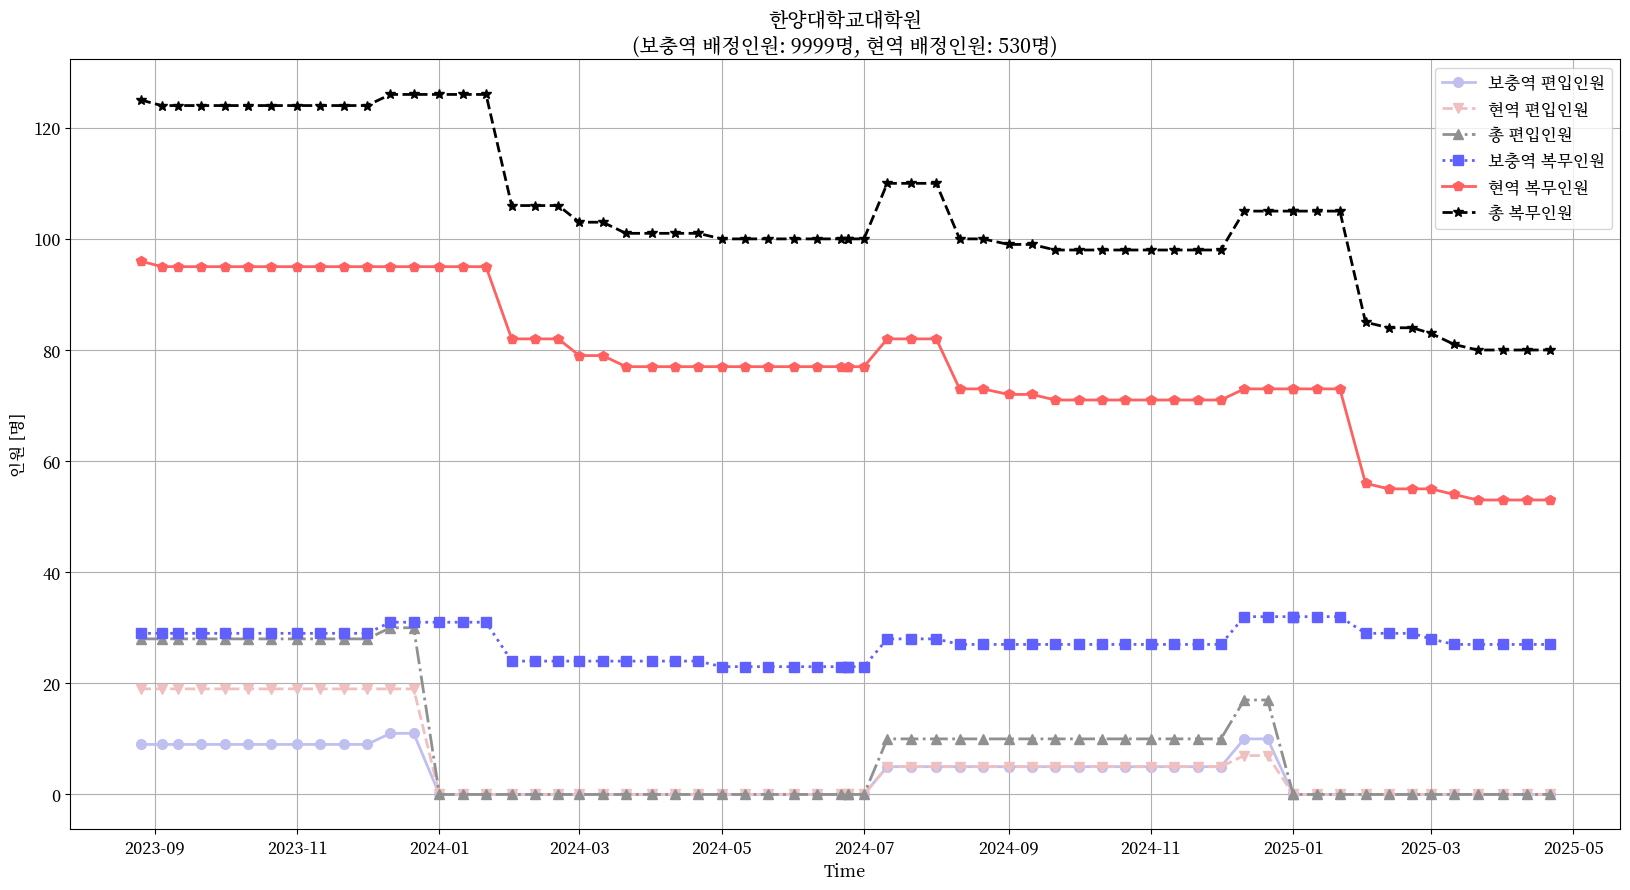 한양대학교대학원
(보충역 배정인원: 9999명, 현역 배정인원: 530명)
보충역 편입인원
현역 편입인원
총 편입인원
보충역 복무인원
현역 복무인원
총 복무인원
인원 [명]
120
100
80
60
40
20
0
2023-09
2023-11
2024-01
2024-03
2024-05
2024-07
2024-09
2024-11
2025-01
2025-03
2025-05
Time